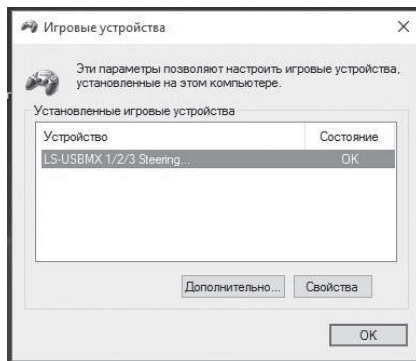 Игровые устройства
Эти параметры позволяют настроить игровые устройства,
установленные на этом компьютере.
Установленные игровые устройства
Устройство Состояние
LS-USBMX 1/2/3 Steering... OK
Дополнительно... Свойства
OK